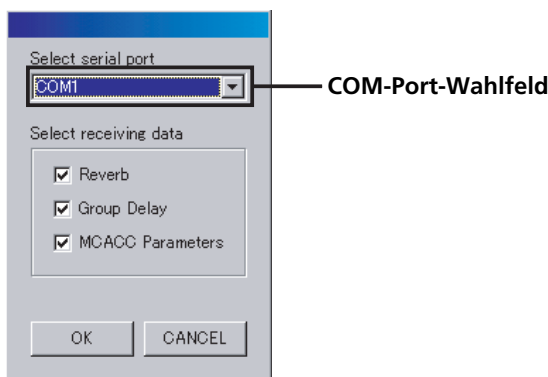 Select serial port
COM1
COM-Port-Wahlfeld
Select receiving data
Reverb
Group Delay
MCACC Parameters
OK
CANCEL